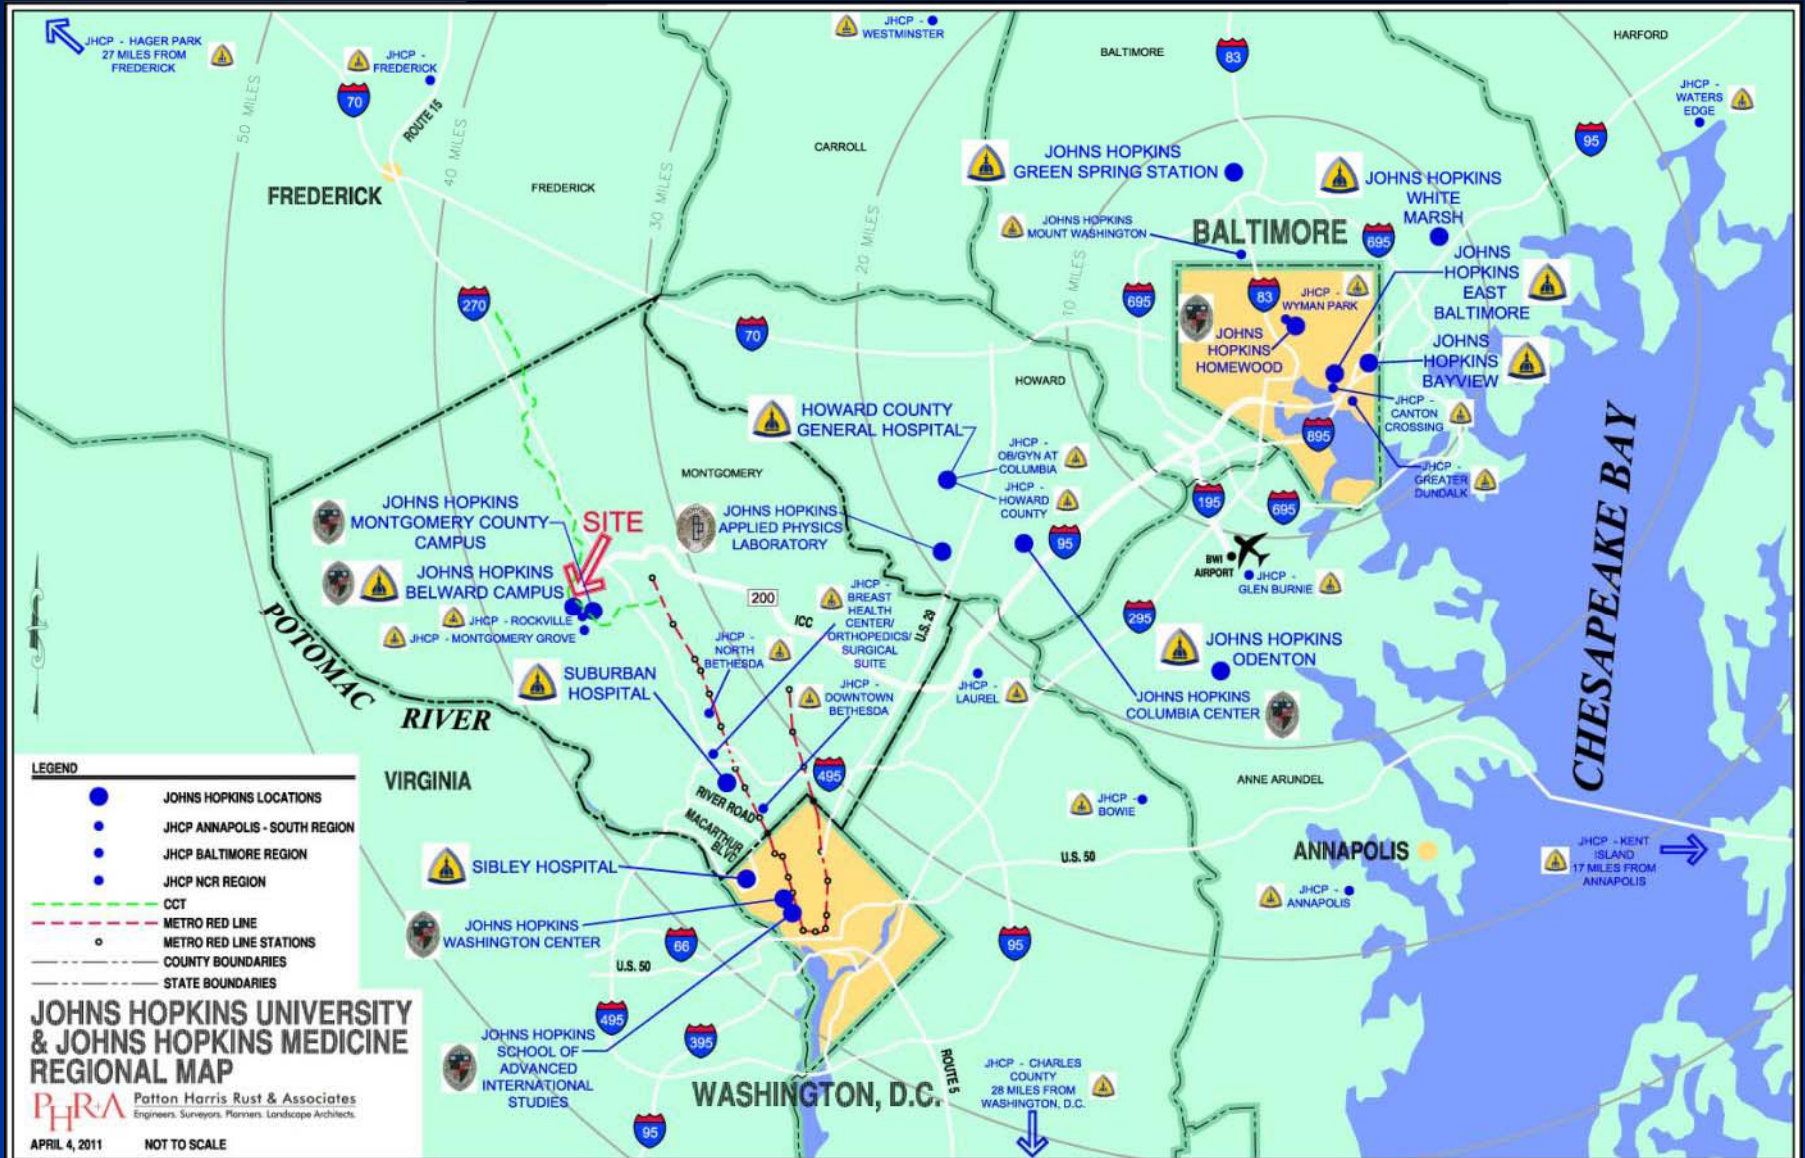 JHCP - HAGER PARK
27 MILES FROM
FREDERICK
JHCP -
FREDERICK
JHCP -
WESTMINSTER
BALTIMORE
83
HARFORD
JHCP -
WATERS
EDGE
50 MILES
70
ROUTE 15
40 MILES
30 MILES
20 MILES
10 MILES
CARROLL
95
FREDERICK
FREDERICK
JOHNS HOPKINS
GREEN SPRING STATION
JOHNS HOPKINS
WHITE
MARSH
JOHNS HOPKINS
MOUNT WASHINGTON
BALTIMORE
695
JOHNS
HOPKINS
EAST
BALTIMORE
270
70
695
83
JHCP -
WYMAN PARK
JOHNS
HOPKINS
HOMEWOOD
JOHNS
HOPKINS
BAYVIEW
HOWARD
JHCP -
CANTON
CROSSING
895
JHCP -
GREATER
DUNDALK
HOWARD COUNTY
GENERAL HOSPITAL
JHCP -
OB/GYN AT
COLUMBIA
JHCP -
HOWARD
COUNTY
MONTGOMERY
195
695
JOHNS HOPKINS
MONTGOMERY COUNTY
CAMPUS
SITE
JOHNS HOPKINS
APPLIED PHYSICS
LABORATORY
95
BWI
AIRPORT
JHCP -
GLEN BURNIE
CHESAPEAKE BAY
JOHNS HOPKINS
BELWARD CAMPUS
JHCP - ROCKVILLE
JHCP - MONTGOMERY GROVE
200
ICC
JHCP -
BREAST
HEALTH
CENTER/
ORTHOPEDICS/
SURGICAL
SUITE
U.S. 29
295
JOHNS HOPKINS
ODENTON
POTOMAC
RIVER
SUBURBAN
HOSPITAL
JHCP -
NORTH
BETHESDA
JHCP -
DOWNTOWN
BETHESDA
JHCP -
LAUREL
JOHNS HOPKINS
COLUMBIA CENTER
VIRGINIA
495
RIVER ROAD
MACARTHUR
BLVD
ANNE ARUNDEL
JHCP -
BOWIE
U.S. 50
ANNAPOLIS
JHCP - KENT
ISLAND
17 MILES FROM
ANNAPOLIS
JHCP -
ANNAPOLIS
SIBLEY HOSPITAL
JOHNS HOPKINS
WASHINGTON CENTER
66
U.S. 50
95
495
395
JOHNS HOPKINS
SCHOOL OF
ADVANCED
INTERNATIONAL
STUDIES
ROUTE 5
WASHINGTON, D.C.
JHCP - CHARLES
COUNTY
28 MILES FROM
WASHINGTON, D.C.
95
LEGEND
JOHNS HOPKINS LOCATIONS
JHCP ANNAPOLIS - SOUTH REGION
JHCP BALTIMORE REGION
JHCP NCR REGION
CCT
METRO RED LINE
METRO RED LINE STATIONS
COUNTY BOUNDARIES
STATE BOUNDARIES
JOHNS HOPKINS UNIVERSITY
& JOHNS HOPKINS MEDICINE
REGIONAL MAP
PHR+A Patton Harris Rust & Associates
Engineers. Surveyors. Planners. Landscape Architects.
APRIL 4, 2011 NOT TO SCALE